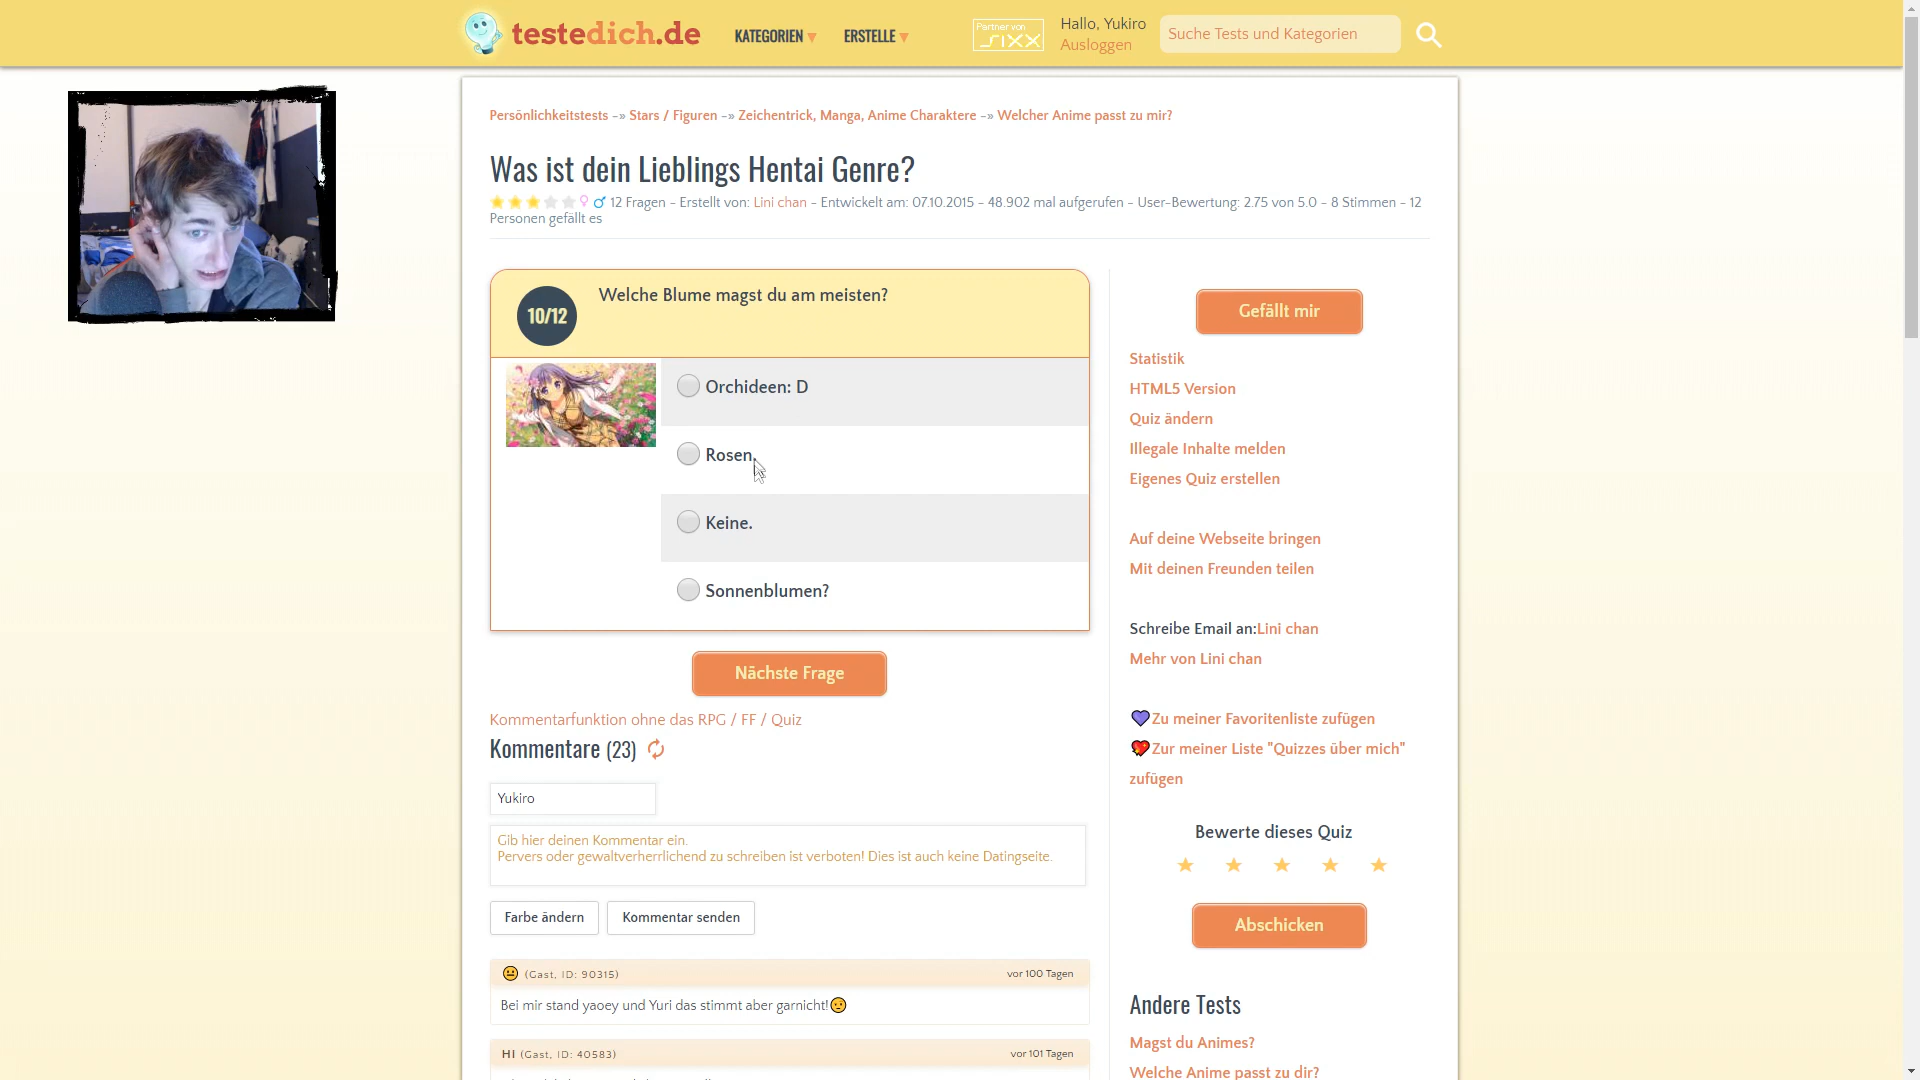 testedich.de
KATEGORIEN ▼
ERSTELLE ▼
Partner von
sixx
Hallo, Yukiro
Ausloggen
Suche Tests und Kategorien
Persönlichkeitstests -» Stars / Figuren -» Zeichentrick, Manga, Anime Charaktere -» Welcher Anime passt zu mir?
Was ist dein Lieblings Hentai Genre?
12 Fragen - Erstellt von: Lini chan - Entwickelt am: 07.10.2015 - 48.902 mal aufgerufen - User-Bewertung: 2.75 von 5.0 - 8 Stimmen - 12
Personen gefällt es
10/12
Welche Blume magst du am meisten?
Orchideen: D
Rosen.
Keine.
Sonnenblumen?
Nächste Frage
Kommentarfunktion ohne das RPG / FF / Quiz
Kommentare (23)
Yukiro
Gib hier deinen Kommentar ein.
Pervers oder gewaltverherrlichend zu schreiben ist verboten! Dies ist auch keine Datingseite.
Farbe ändern
Kommentar senden
(Gast, ID: 90315)
vor 100 Tagen
Bei mir stand yaoey und Yuri das stimmt aber garnicht!
HI (Gast, ID: 40583)
vor 101 Tagen
Gefällt mir
Statistik
HTML5 Version
Quiz ändern
Illegale Inhalte melden
Eigenes Quiz erstellen
Auf deine Webseite bringen
Mit deinen Freunden teilen
Schreibe Email an:Lini chan
Mehr von Lini chan
Zu meiner Favoritenliste zufügen
Zur meiner Liste "Quizzes über mich"
zufügen
Bewerte dieses Quiz
Abschicken
Andere Tests
Magst du Animes?
Welche Anime passt zu dir?